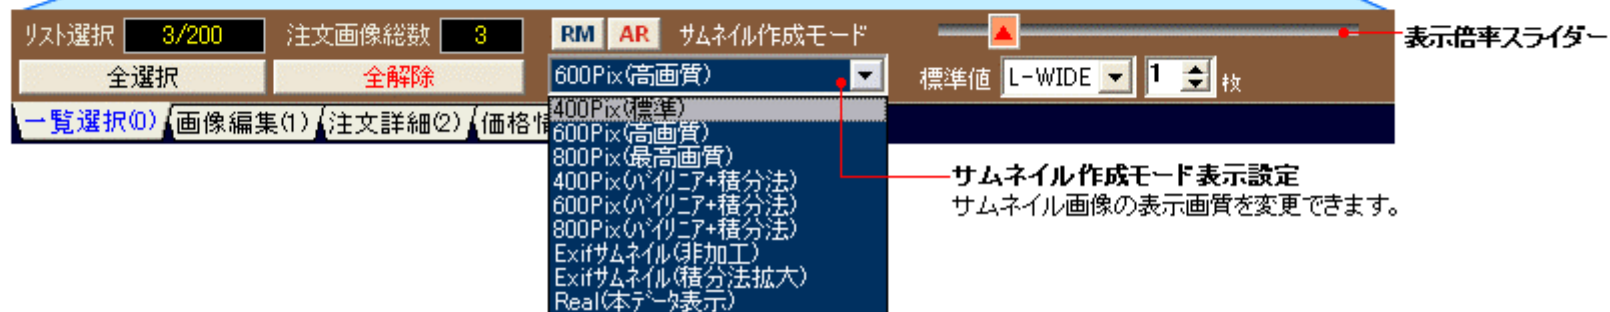 リスト選択 3/200 注文画像総数 3 RM AR サムネイル作成モード
表示倍率スライダー
全選択 全解除 600Pix(高画質) 標準値 L-WIDE 1 枚
一覧選択(0) 画像編集(1) 注文詳細(2) 価格情
400Pix(標準)
600Pix(高画質)
800Pix(最高画質)
400Pix(バイリニア+積分法)
600Pix(バイリニア+積分法)
800Pix(バイリニア+積分法)
Exifサムネイル(非加工)
Exifサムネイル(積分法拡大)
Real(本データ表示)
サムネイル作成モード表示設定
サムネイル画像の表示画質を変更できます。